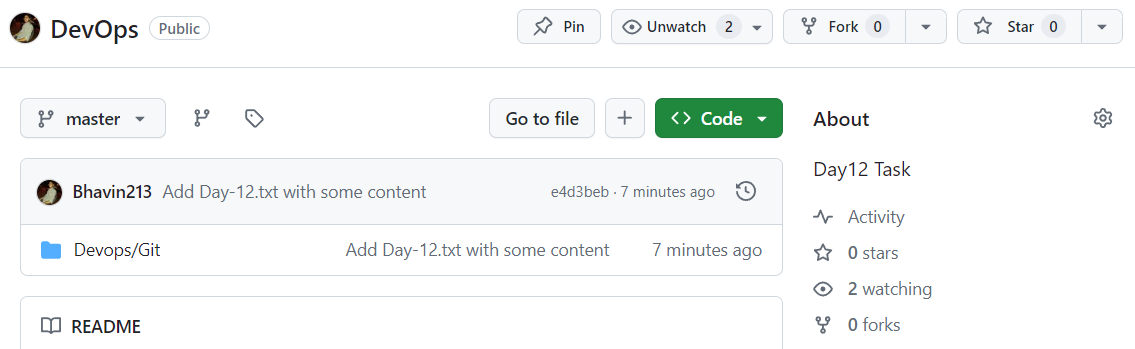 DevOps Public Pin Unwatch 2 Fork 0 Star 0
master Go to file + Code
Bhavin213 Add Day-12.txt with some content e4d3beb · 7 minutes ago
Devops/Git Add Day-12.txt with some content 7 minutes ago
README
About
Day12 Task
Activity
0 stars
2 watching
0 forks